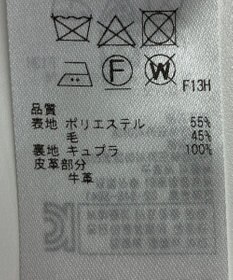 F
W
F13H
品質
表地 ポリエステル 55%
毛 45%
裏地 キュプラ 100%
皮革部分
牛革